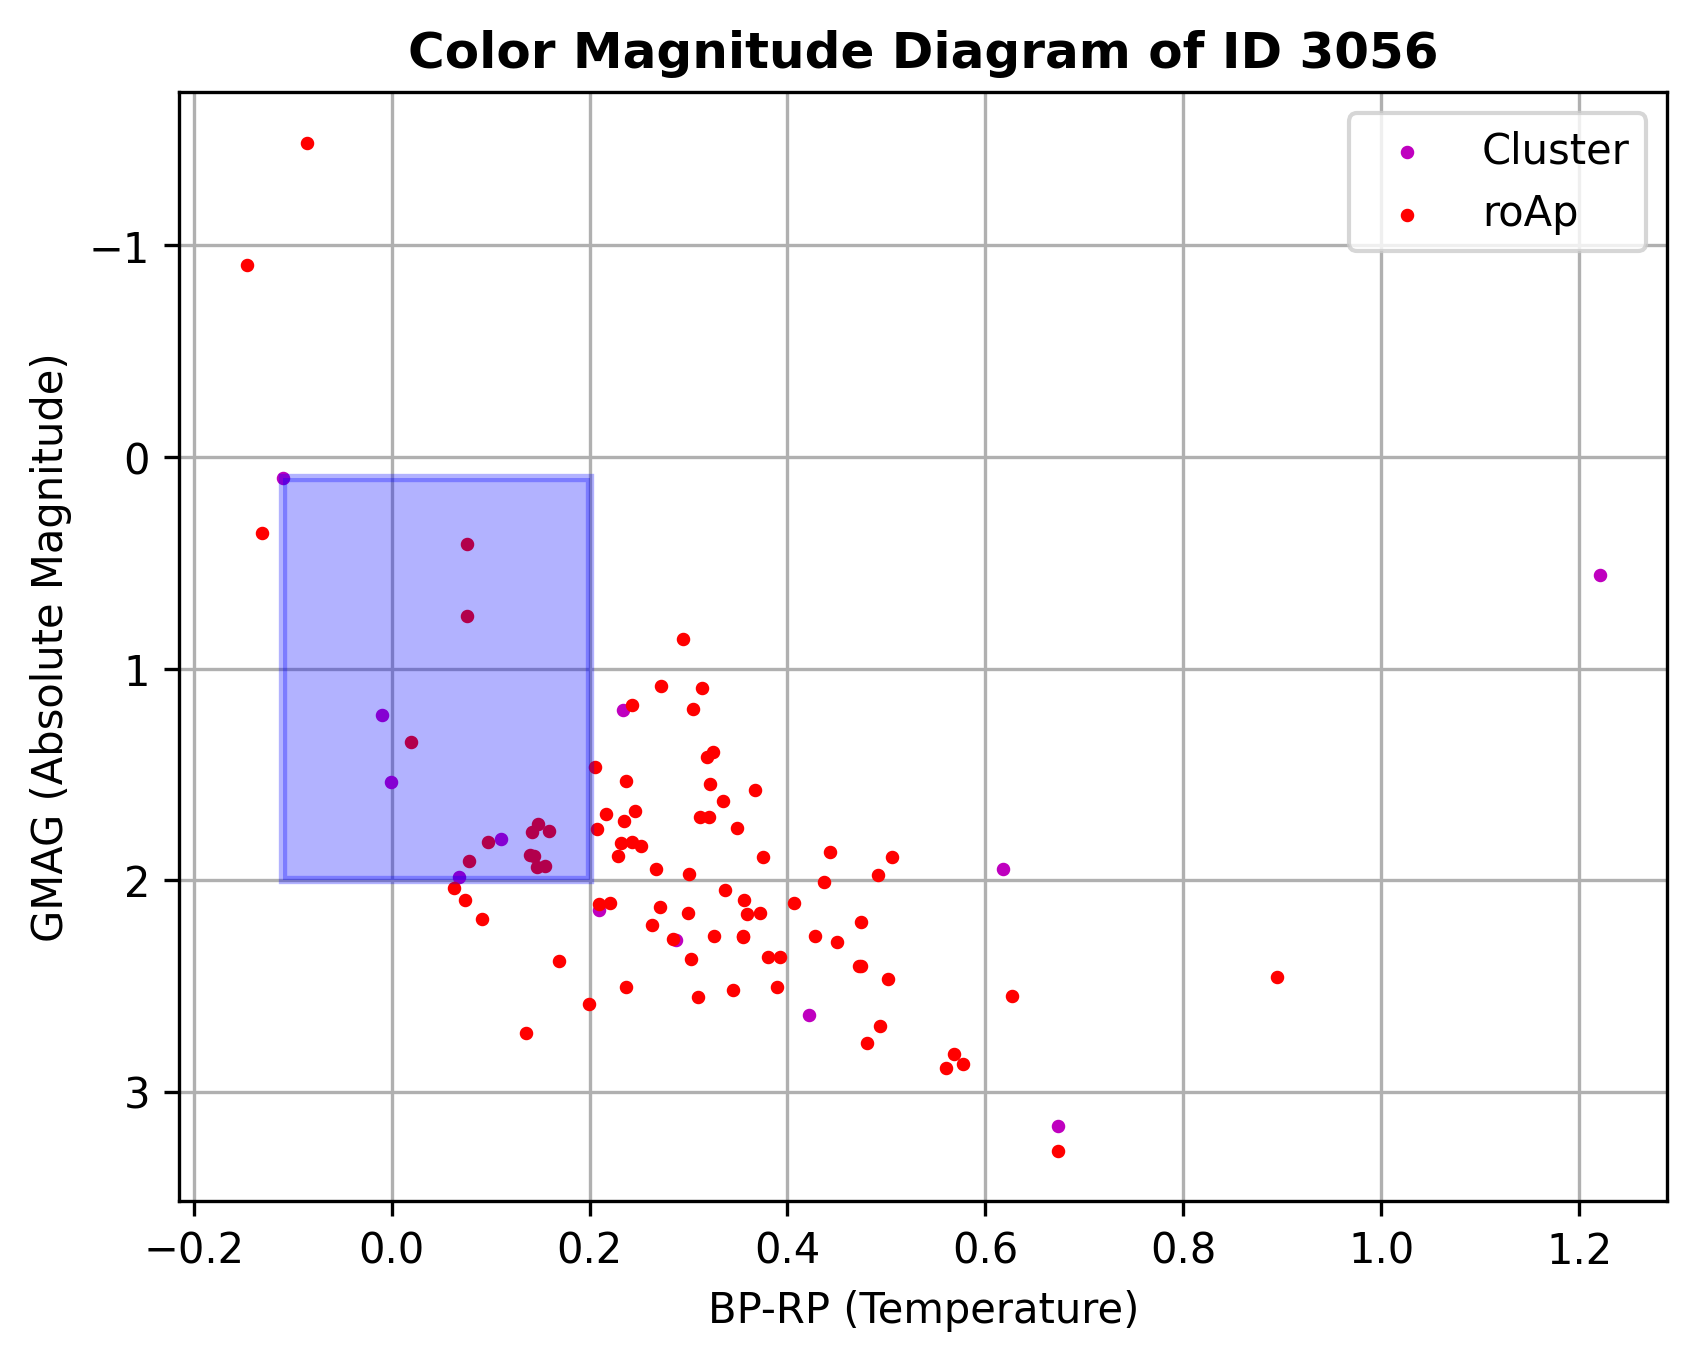 Color Magnitude Diagram of ID 3056
Cluster
roAp
−1
0
1
2
3
GMAG (Absolute Magnitude)
−0.2 0.0 0.2 0.4 0.6 0.8 1.0 1.2
BP-RP (Temperature)